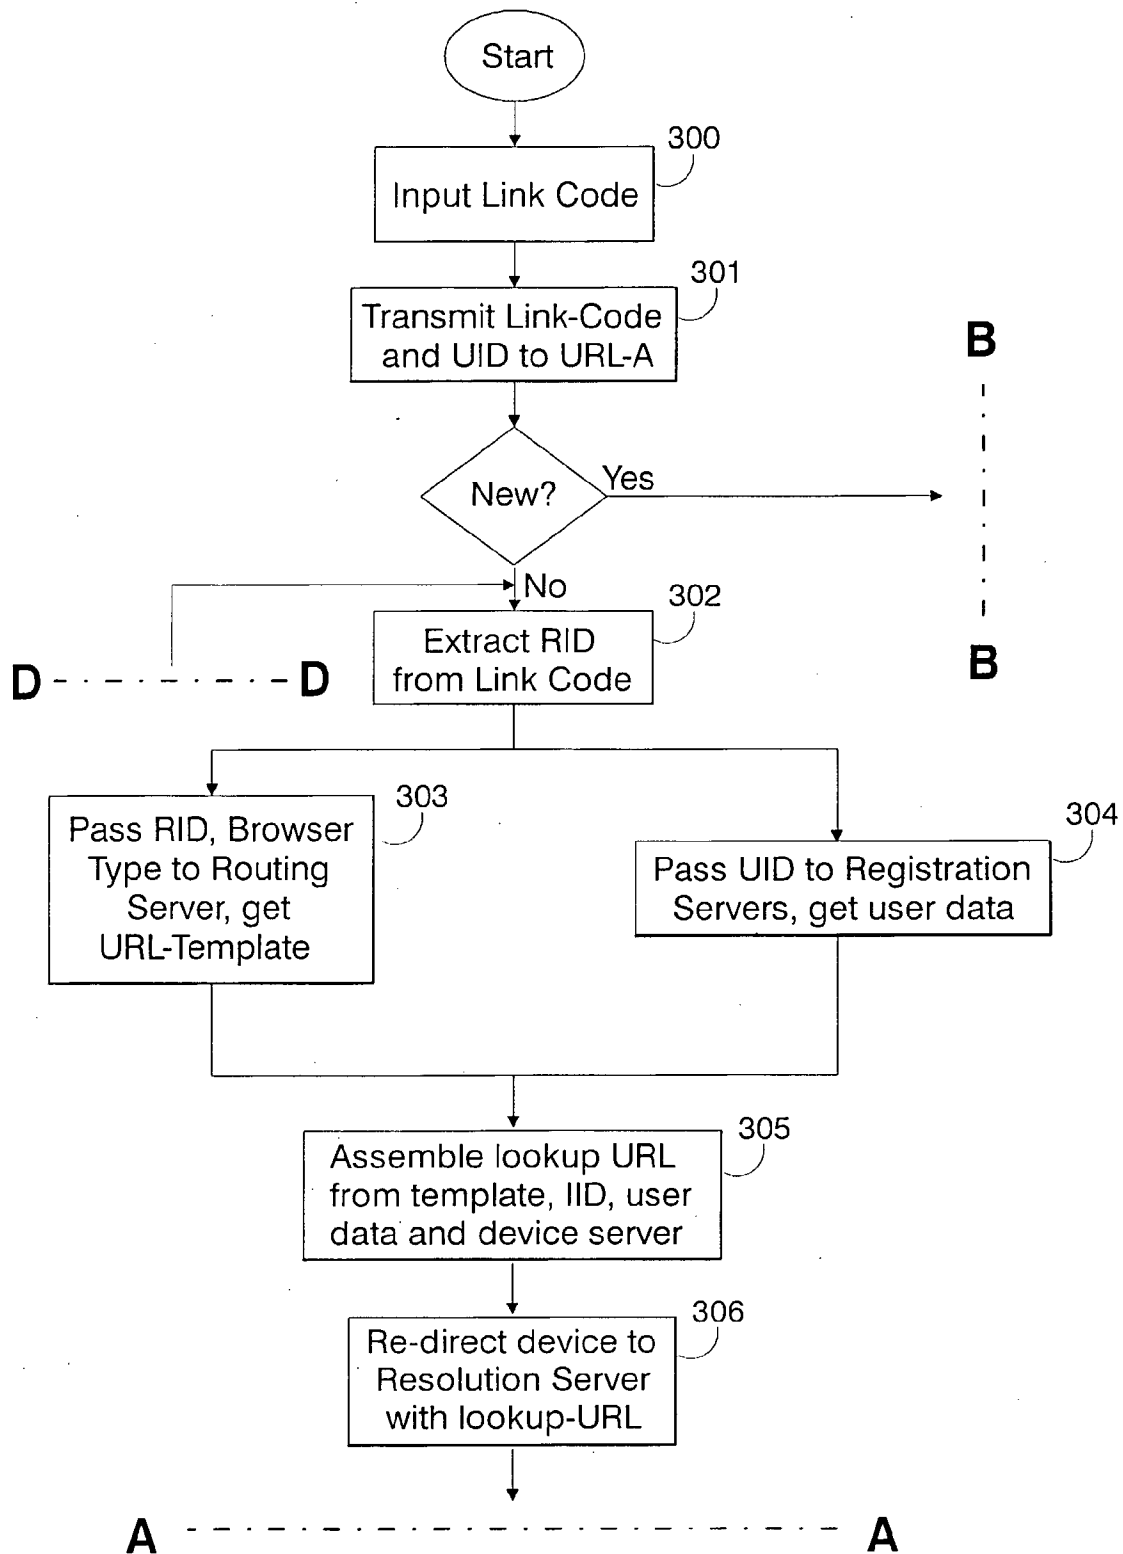 Start
300
Input Link Code
301
Transmit Link-Code
and UID to URL-A
B
New?
Yes
No
302
Extract RID
from Link Code
D
D
B
303
Pass RID, Browser
Type to Routing
Server, get
URL-Template
304
Pass UID to Registration
Servers, get user data
305
Assemble lookup URL
from template, IID, user
data and device server
306
Re-direct device to
Resolution Server
with lookup-URL
A
A